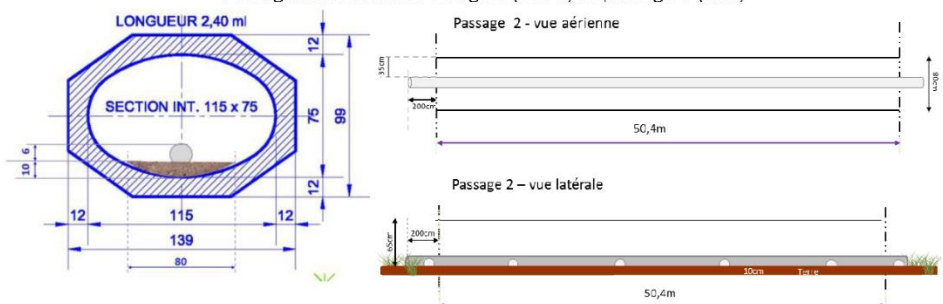 LONGUEUR 2,40 ml
12
SECTION INT. 115 x 75
75
99
6
10
12
12
115
12
139
80
Passage 2 - vue aérienne
35cm
200cm
80cm
50,4m
Passage 2 – vue latérale
65cm
200cm
10cm
Terre
50,4m